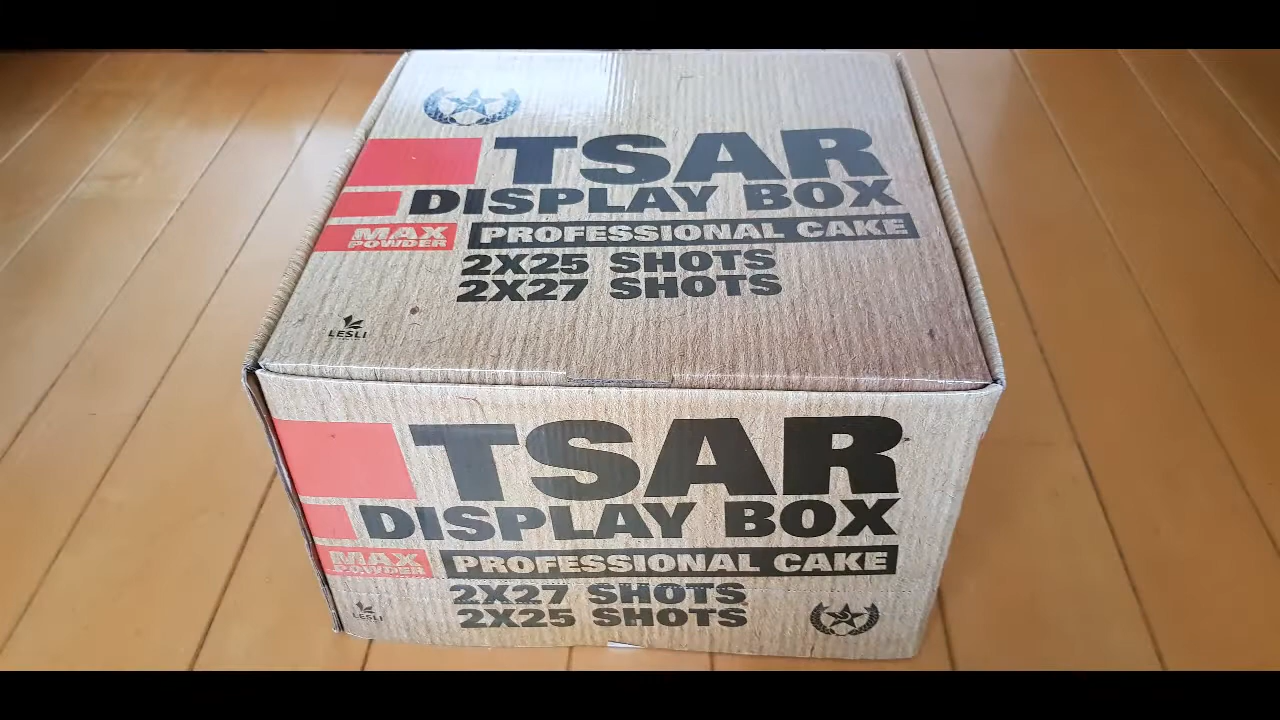 TSAR
DISPLAY BOX
MAX
POWDER
PROFESSIONAL CAKE
2X25 SHOTS
2X27 SHOTS
LESLI
TSAR
DISPLAY BOX
MAX
POWDER
PROFESSIONAL CAKE
2X27 SHOTS
2X25 SHOTS
LESLI